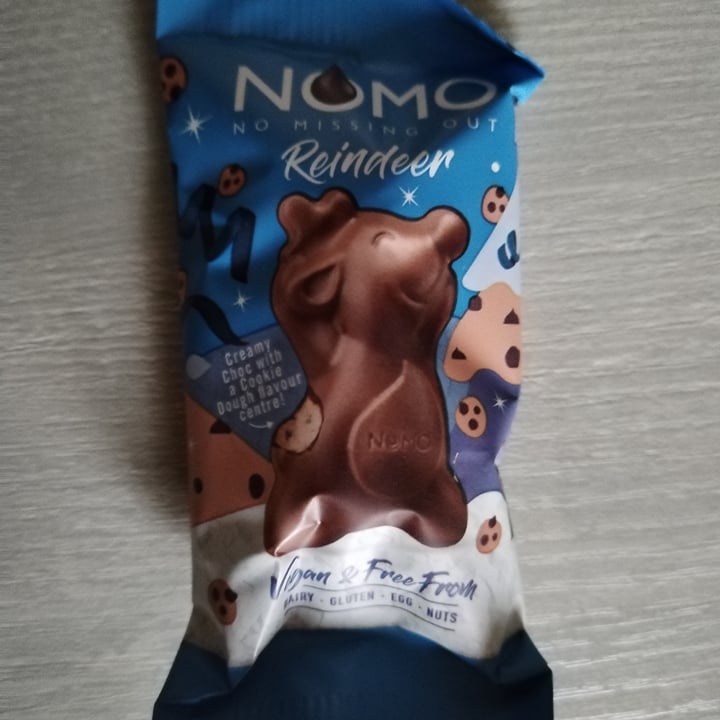 NOMO
NO MISSING OUT
Reindeer
Creamy
Choc with
a Cookie
Dough flavour
centre!
NOMO
Vegan & Free From
DAIRY - GLUTEN - EGG - NUTS